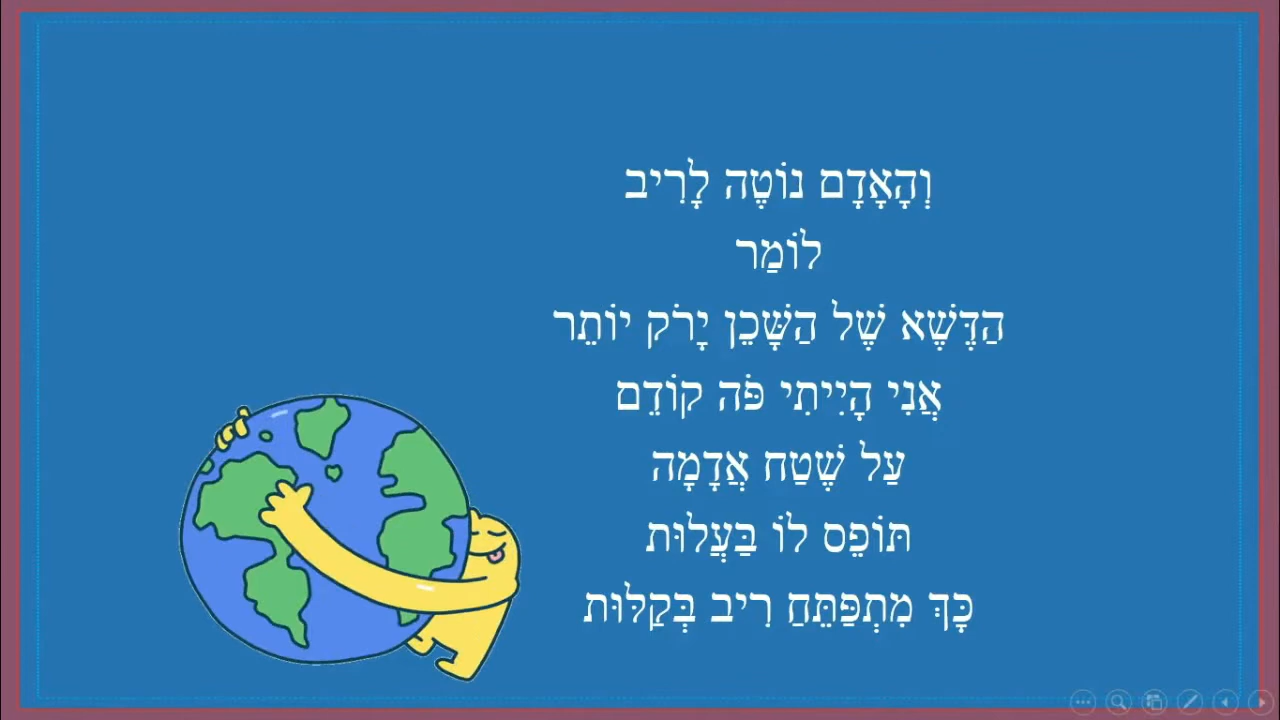 וְהָאָדָם נוֹטֶה לָרִיב
לוֹמַר
הַדֶּשֶׁא שֶׁל הַשָּׁכֵן יָרֹק יוֹתֵר
אֲנִי הָיִיתִי פֹּה קוֹדֵם
עַל שֶׁטַח אֲדָמָה
תּוֹפֵס לוֹ בַּעֲלוּת
כָּךְ מִתְפַּתֵּחַ רִיב בְּקַלּוּת